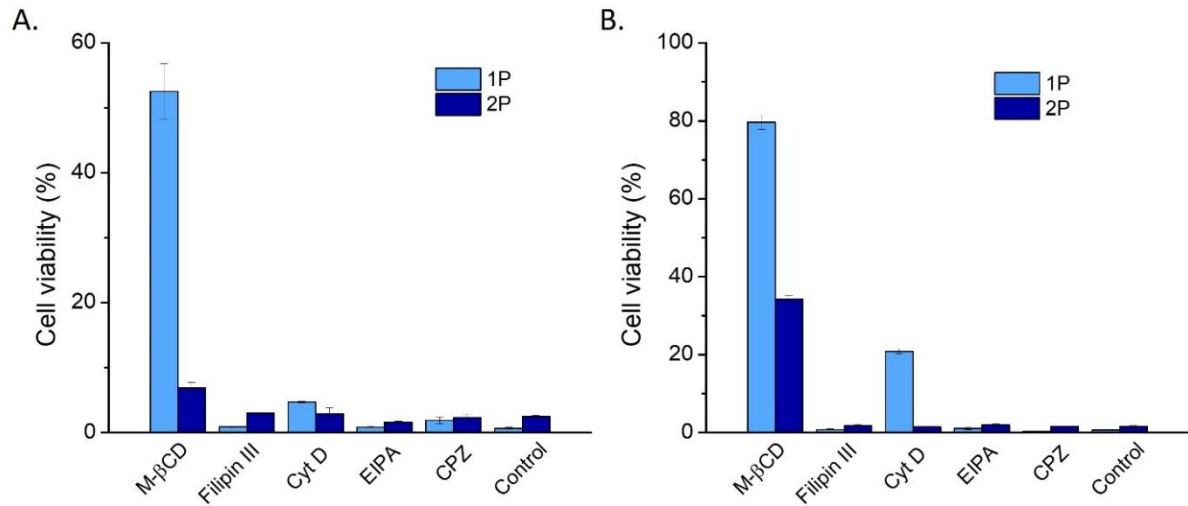 A.
Cell viability (%)
60
40
20
0
1P
2P
M-βCD
Filipin III
Cyt D
EIPA
CPZ
Control
B.
Cell viability (%)
100
80
60
40
20
0
1P
2P
M-βCD
Filipin III
Cyt D
EIPA
CPZ
Control